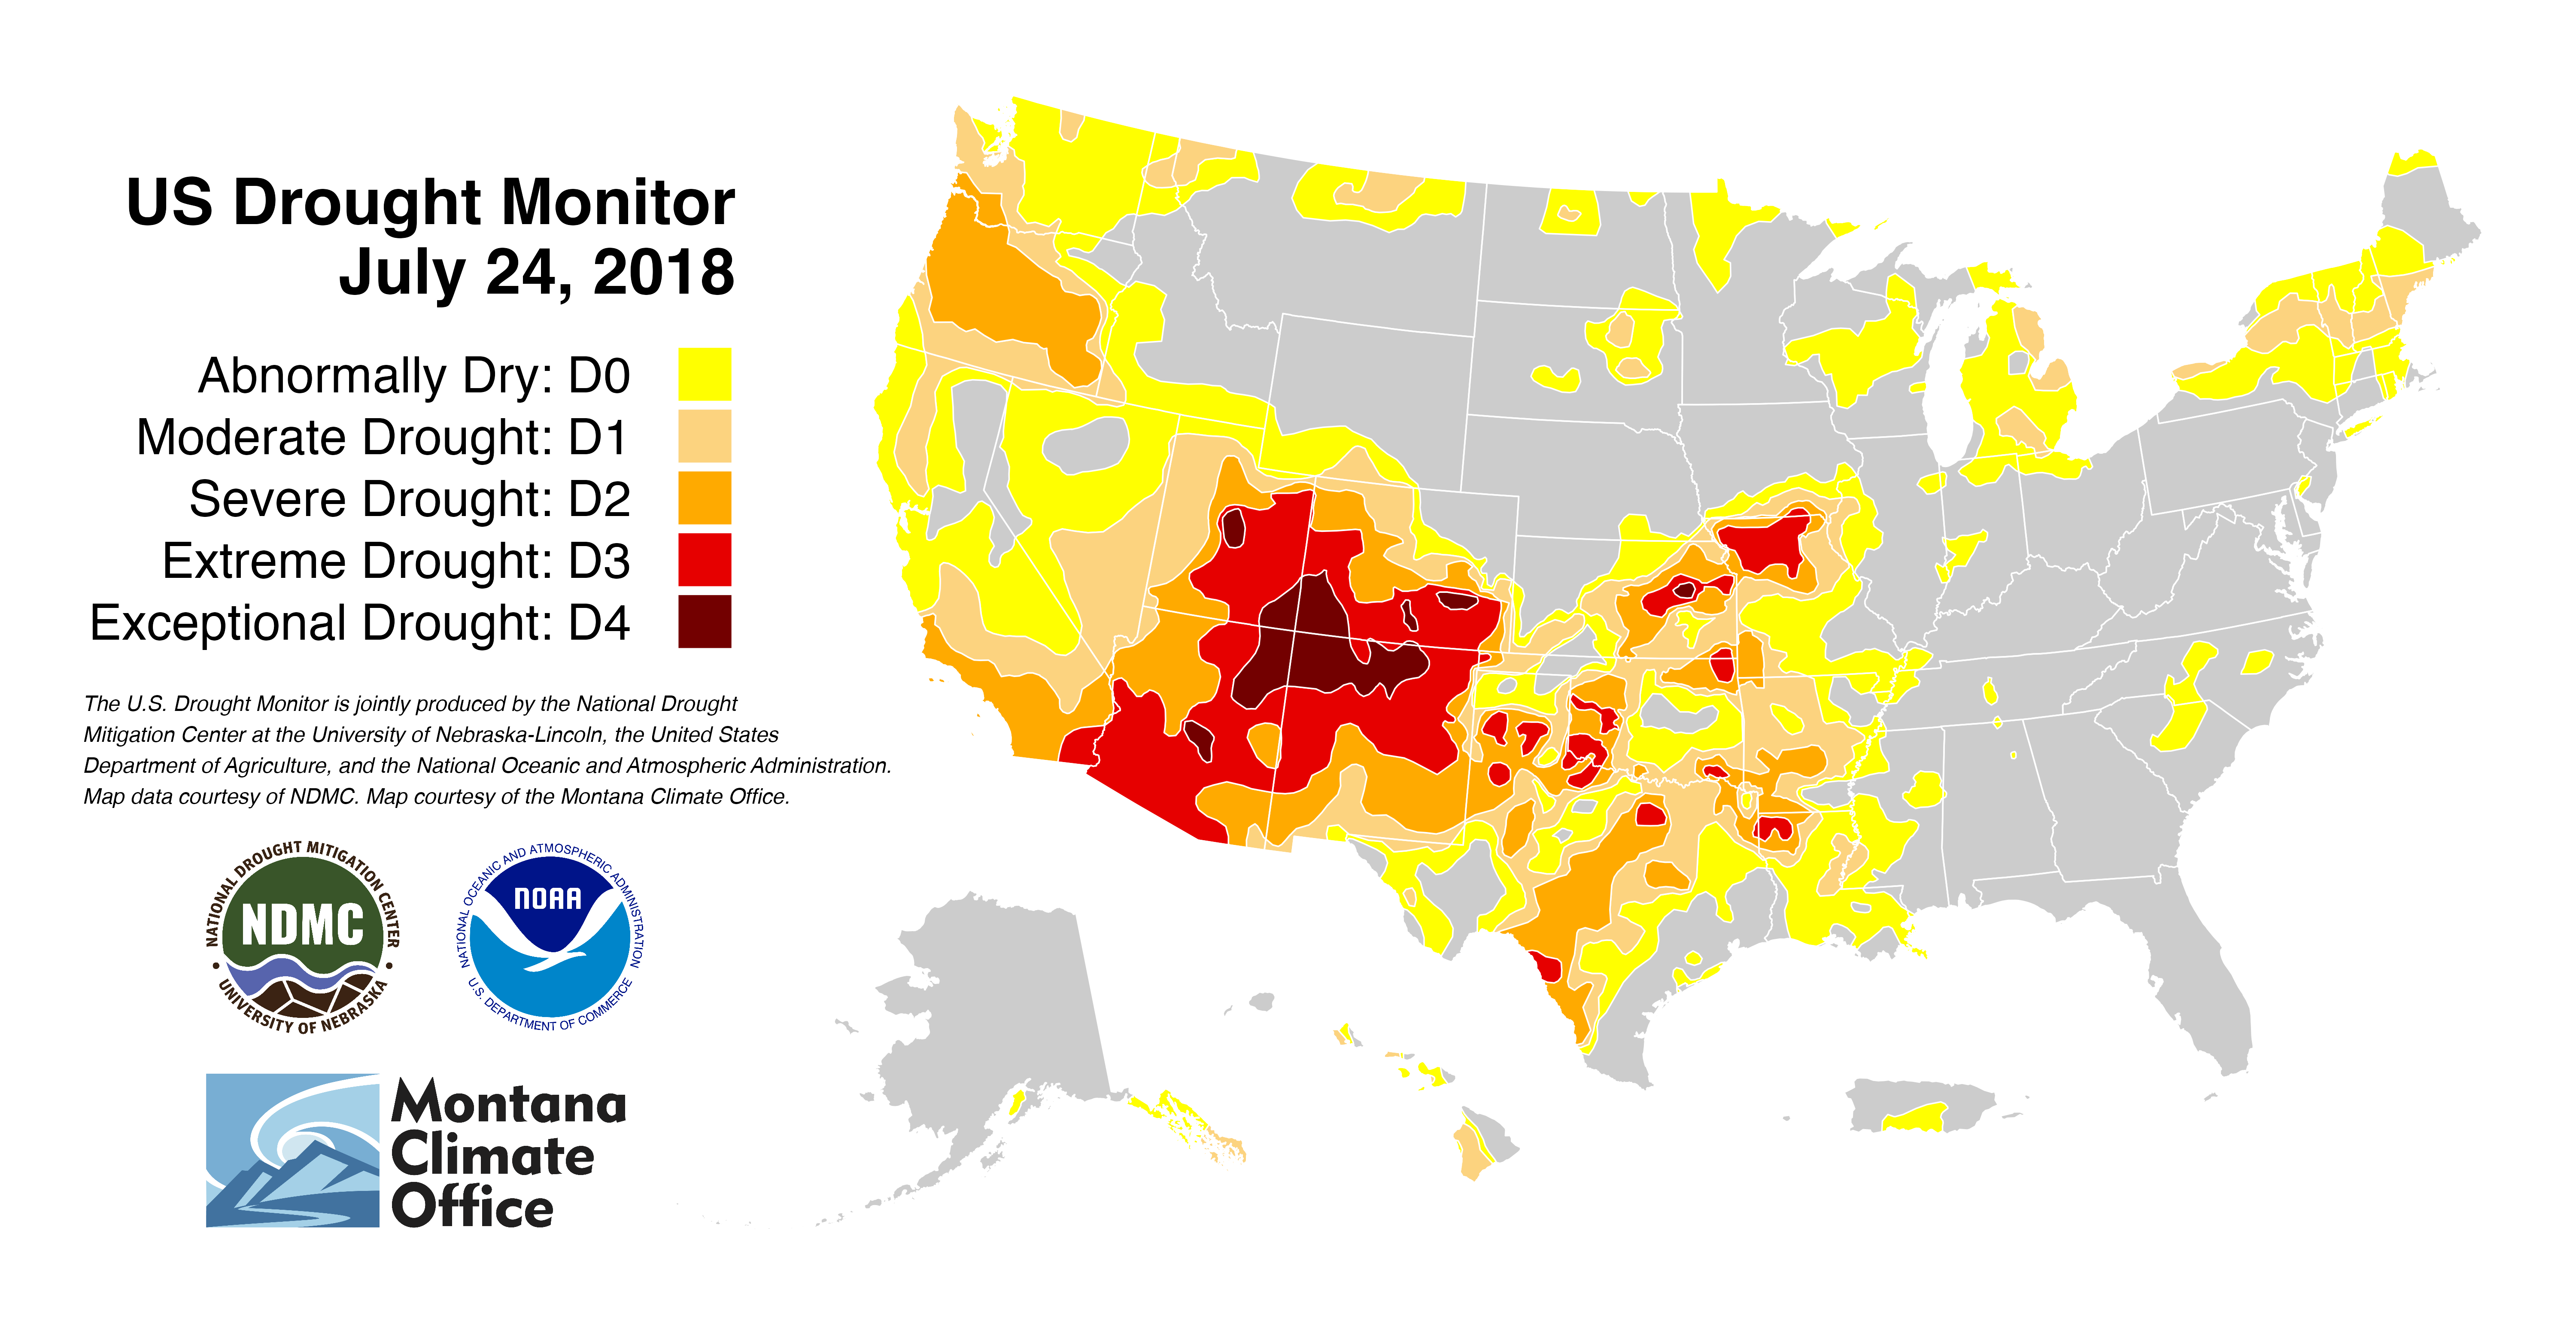 US Drought Monitor
July 24, 2018
Abnormally Dry: D0
Moderate Drought: D1
Severe Drought: D2
Extreme Drought: D3
Exceptional Drought: D4
The U.S. Drought Monitor is jointly produced by the National Drought
Mitigation Center at the University of Nebraska-Lincoln, the United States
Department of Agriculture, and the National Oceanic and Atmospheric Administration.
Map data courtesy of NDMC. Map courtesy of the Montana Climate Office.
NATIONAL DROUGHT MITIGATION CENTER
NDMC
• UNIVERSITY OF NEBRASKA •
NATIONAL OCEANIC AND ATMOSPHERIC ADMINISTRATION
NOAA
U.S. DEPARTMENT OF COMMERCE
Montana
Climate
Office